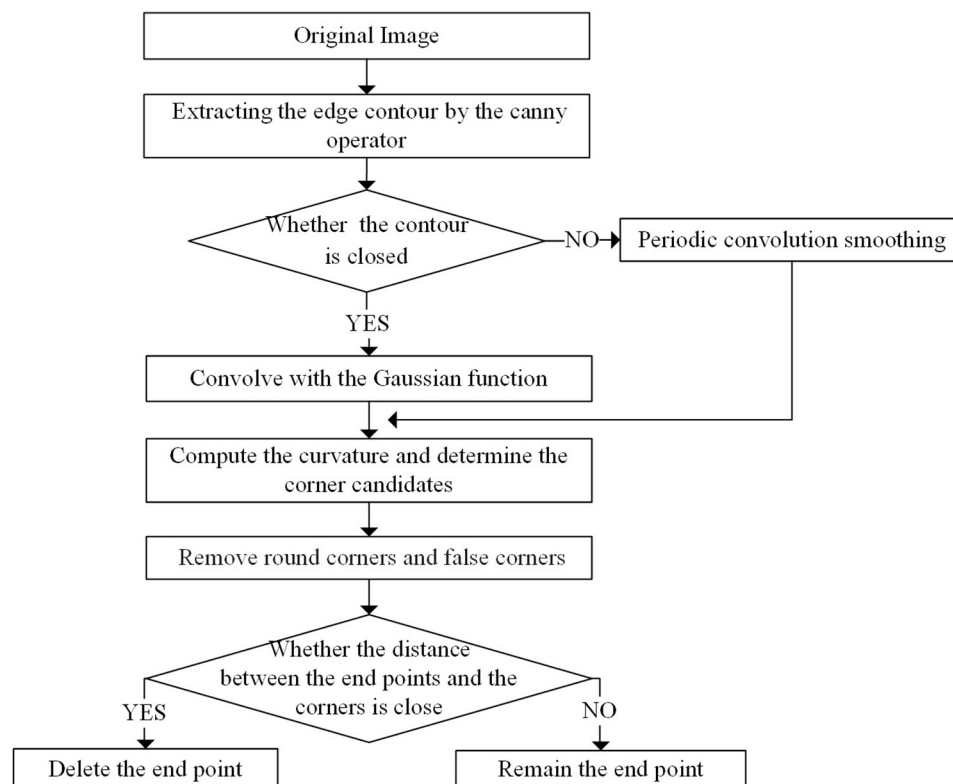 Original Image
Extracting the edge contour by the canny
operator
Whether the contour
is closed
NO
Periodic convolution smoothing
YES
Convolve with the Gaussian function
Compute the curvature and determine the
corner candidates
Remove round corners and false corners
Whether the distance
between the end points and the
corners is close
YES
NO
Delete the end point
Remain the end point